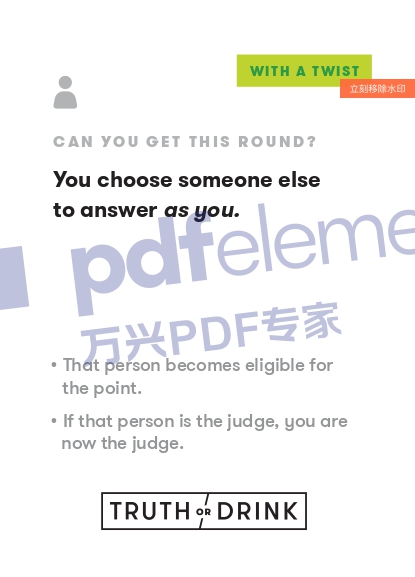 WITH A TWIST
立刻移除水印
CAN YOU GET THIS ROUND?
You choose someone else
to answer as you.
pdfeleme
万兴PDF专家
• That person becomes eligible for
the point.
• If that person is the judge, you are
now the judge.
TRUTH OR DRINK